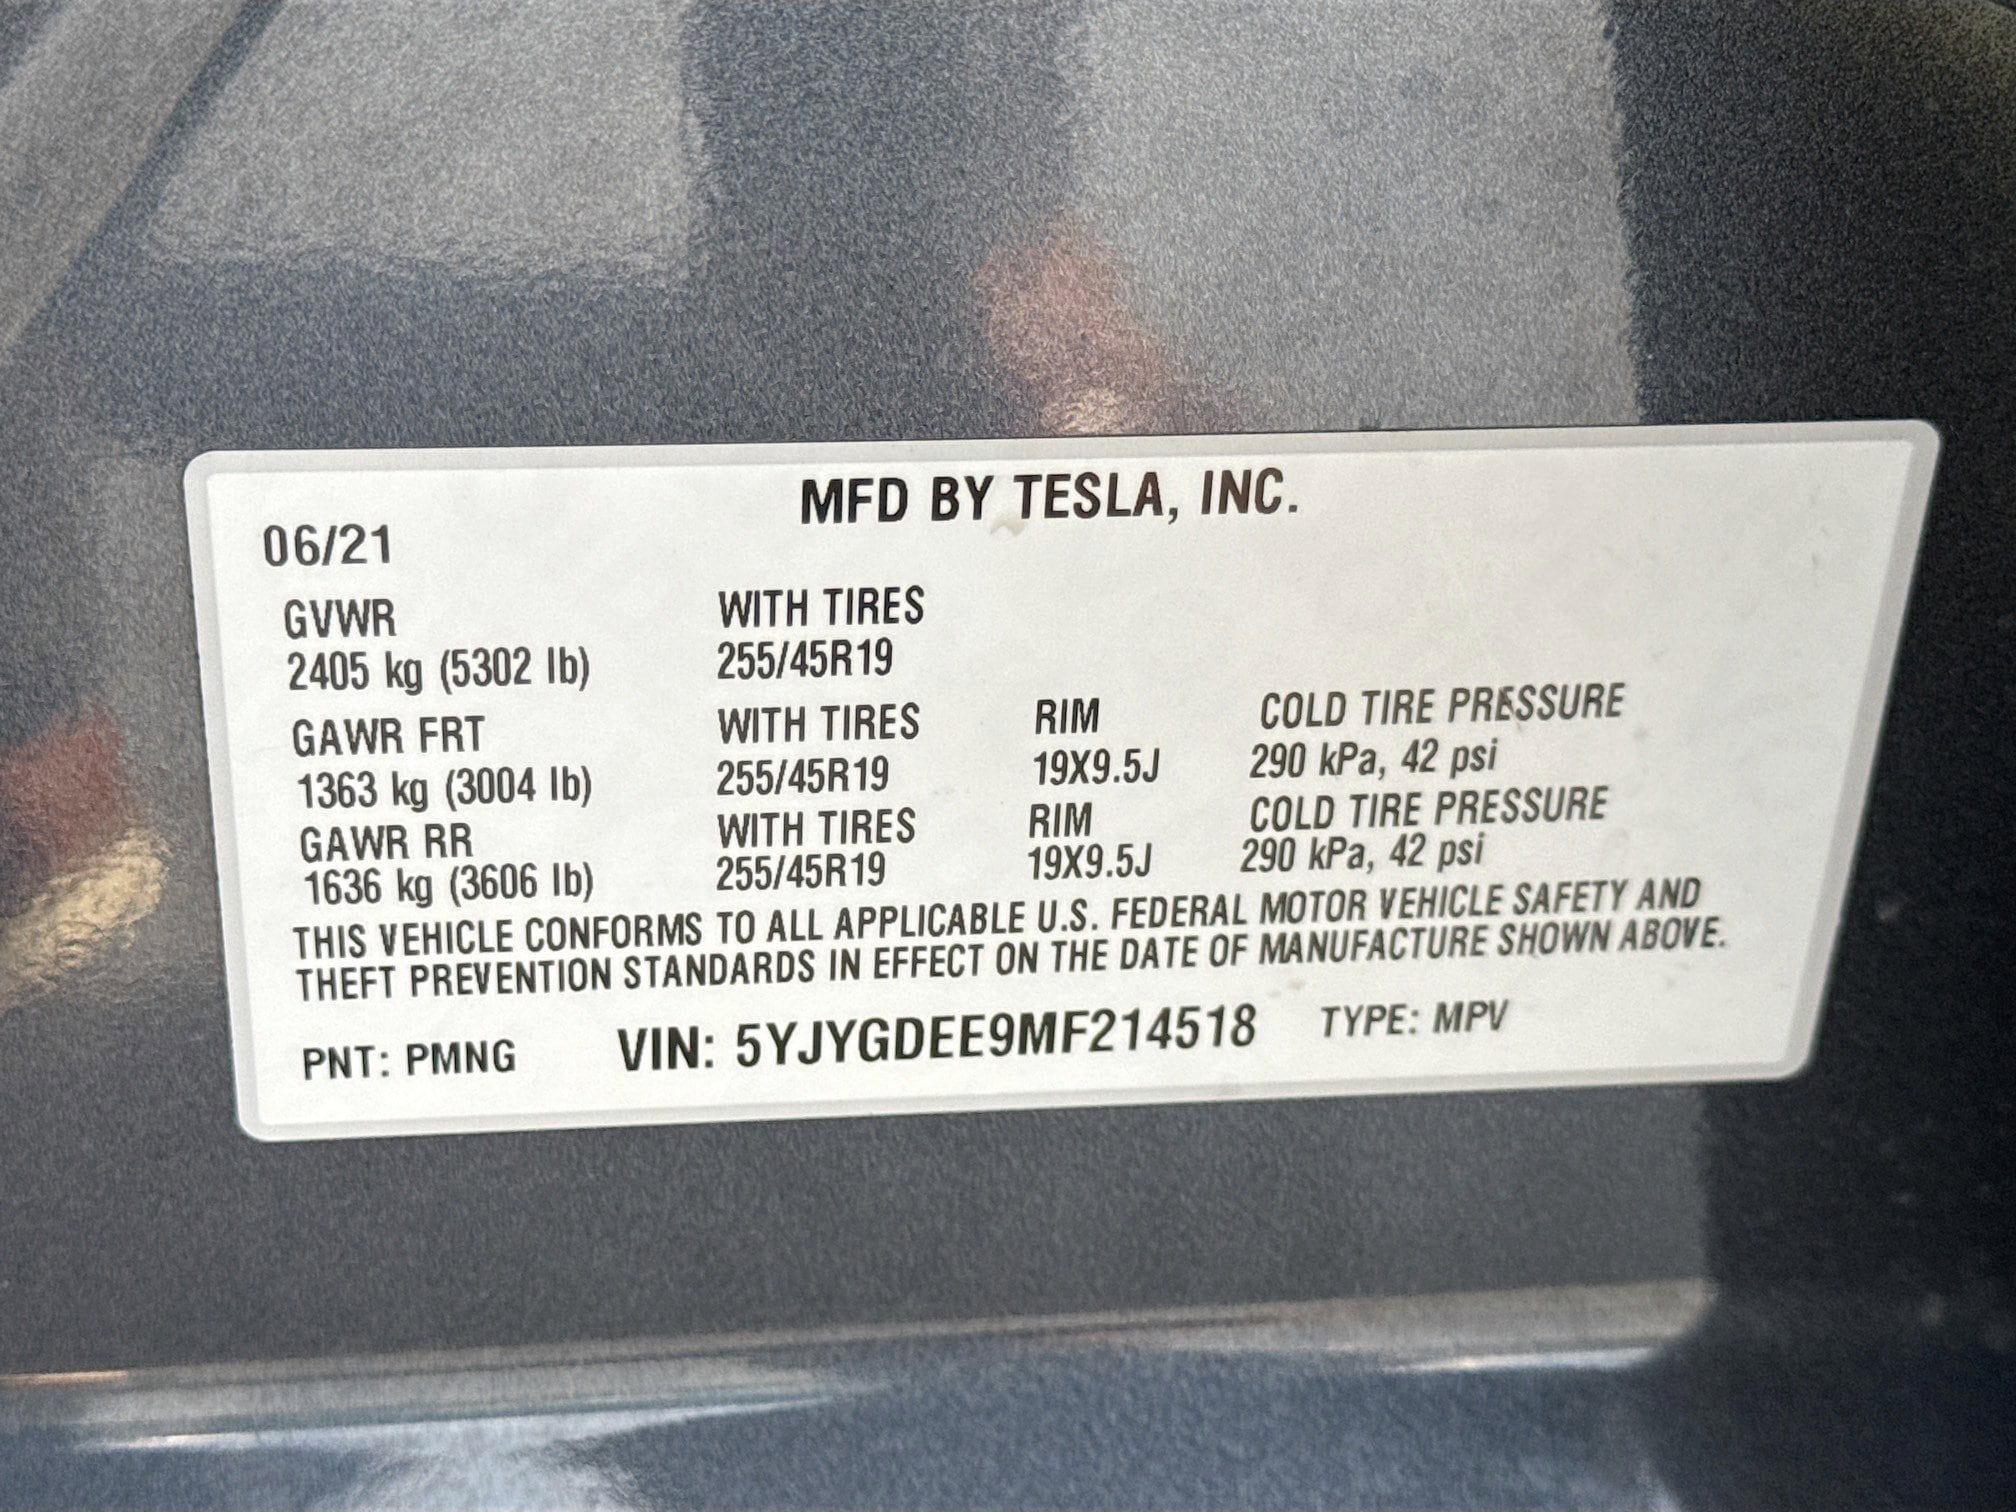 MFD BY TESLA, INC.
06/21
GVWR WITH TIRES
2405 kg (5302 lb) 255/45R19
GAWR FRT WITH TIRES RIM COLD TIRE PRESSURE
1363 kg (3004 lb) 255/45R19 19X9.5J 290 kPa, 42 psi
GAWR RR WITH TIRES RIM COLD TIRE PRESSURE
1636 kg (3606 lb) 255/45R19 19X9.5J 290 kPa, 42 psi
THIS VEHICLE CONFORMS TO ALL APPLICABLE U.S. FEDERAL MOTOR VEHICLE SAFETY AND
THEFT PREVENTION STANDARDS IN EFFECT ON THE DATE OF MANUFACTURE SHOWN ABOVE.
PNT: PMNG VIN: 5YJYGDEE9MF214518 TYPE: MPV